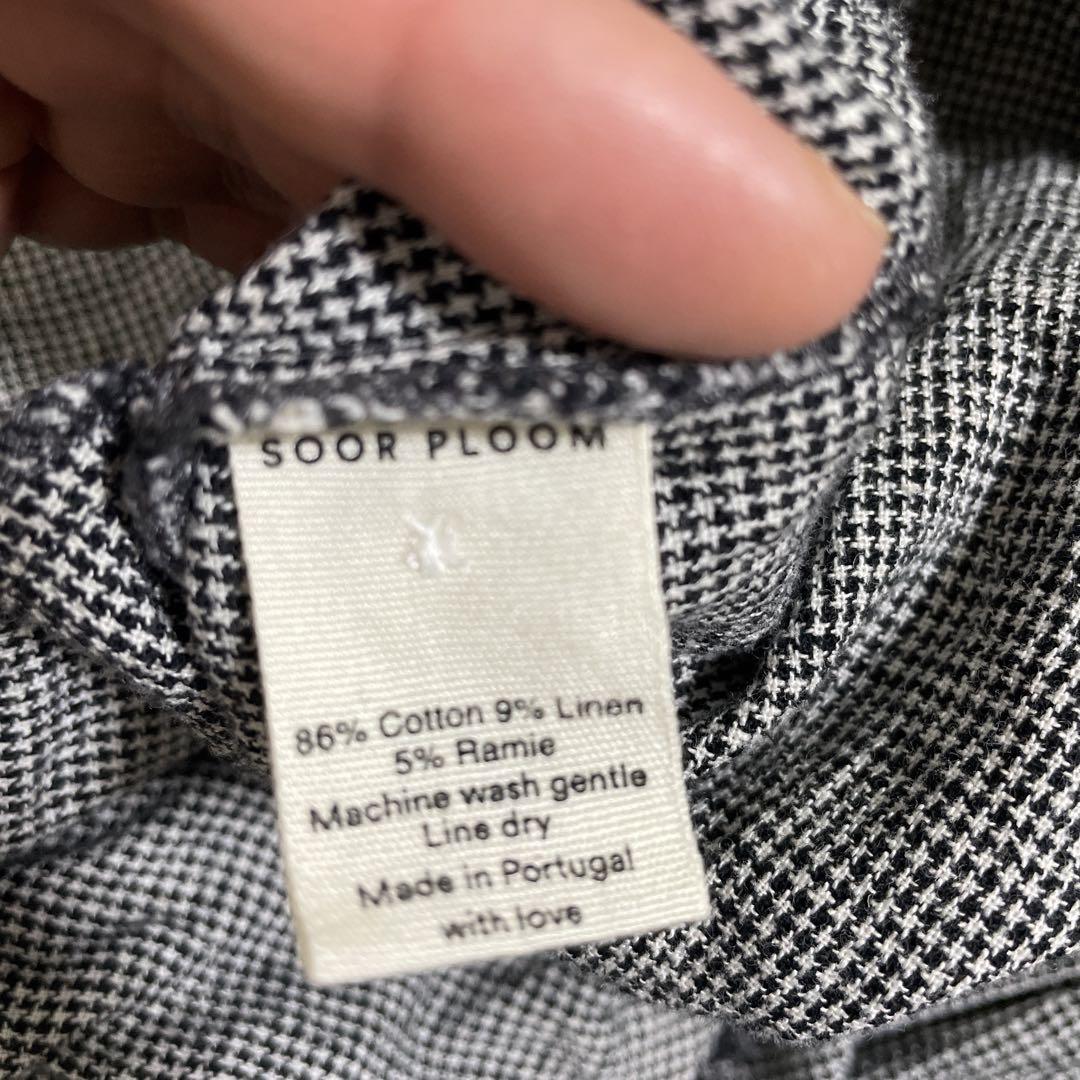 SOOR PLOOM
86% Cotton 9% Linen
5% Ramie
Machine wash gentle
Line dry
Made in Portugal
with love